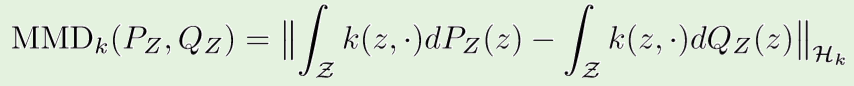 MMD_k(P_Z, Q_Z) = ‖∫_𝒵 k(z, ·)dP_Z(z) − ∫_𝒵 k(z, ·)dQ_Z(z)‖_{ℋ_k}